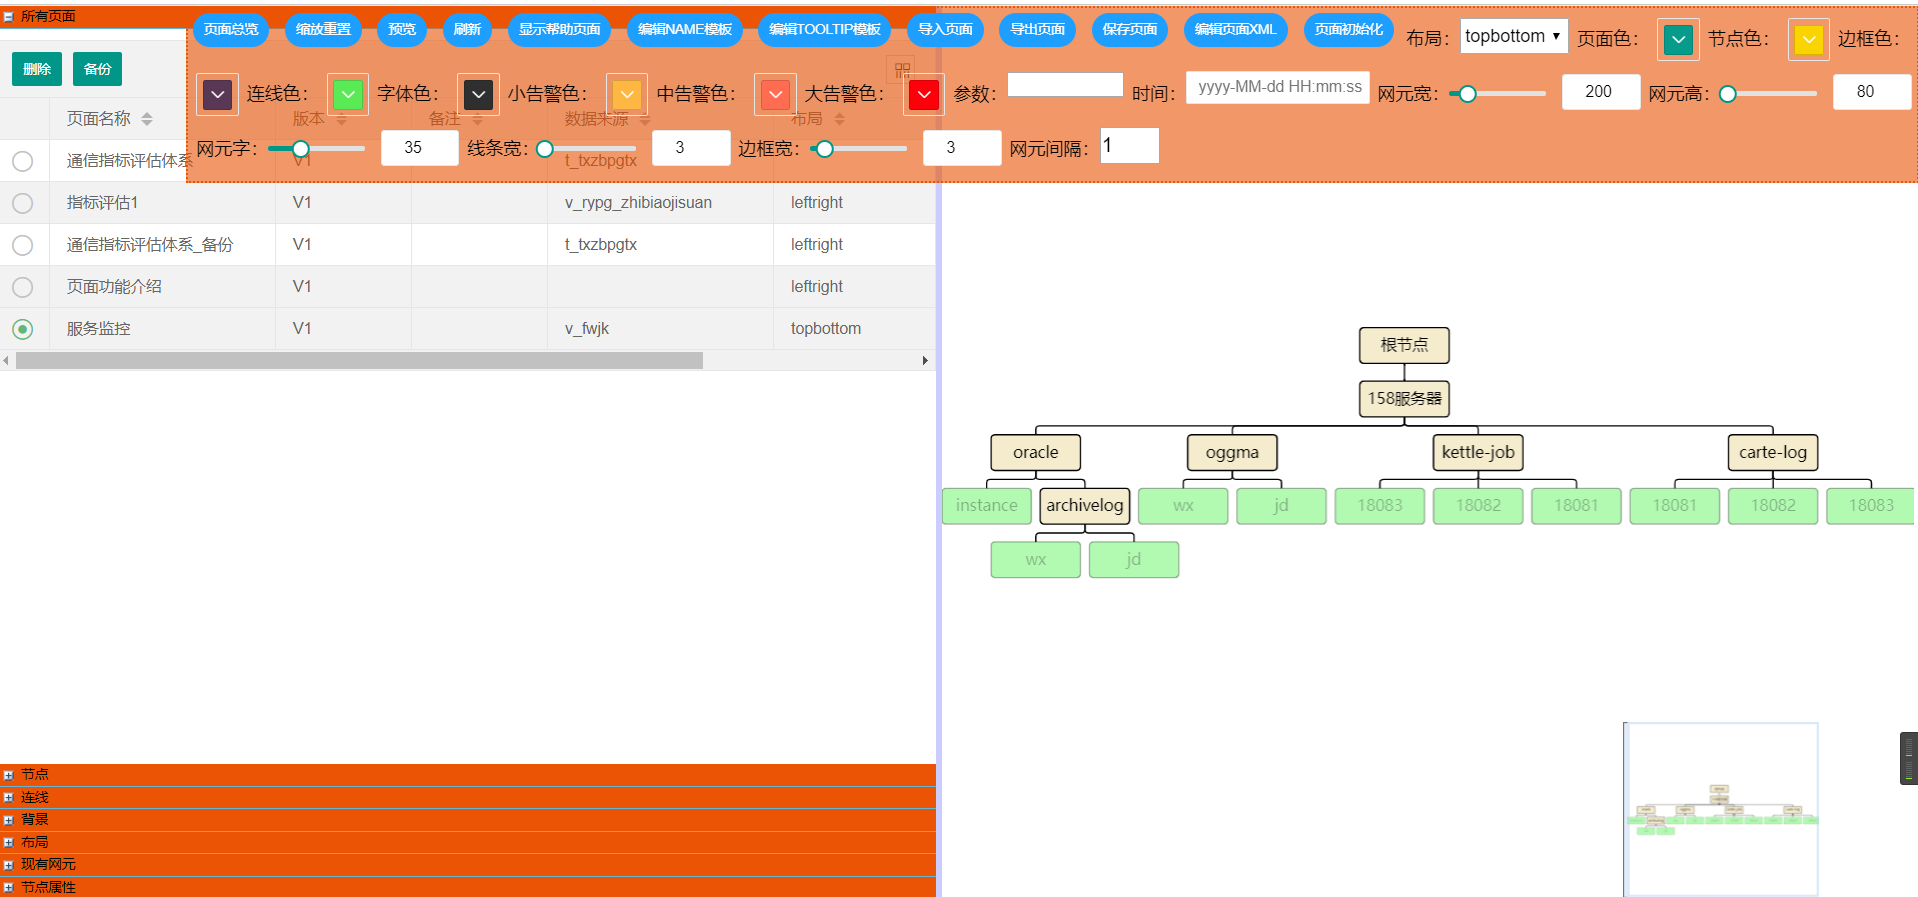 所有页面
页面总览 缩放重置 预览 刷新 显示帮助页面 编辑NAME模板 编辑TOOLTIP模板 导入页面 导出页面 保存页面 编辑页面XML 页面初始化 布局： topbottom 页面色： 节点色： 边框色：
连线色： 字体色： 小告警色： 中告警色： 大告警色： 参数： 时间： yyyy-MM-dd HH:mm:ss 网元宽： 200 网元高： 80
网元字： 35 线条宽： 3 边框宽： 3 网元间隔： 1
删除 备份
页面名称 版本 备注 数据来源 布局
通信指标评估体系 V1 t_txzbpgtx
指标评估1 V1 v_rypg_zhibiaojisuan leftright
通信指标评估体系_备份 V1 t_txzbpgtx leftright
页面功能介绍 V1 leftright
服务监控 V1 v_fwjk topbottom
根节点
158服务器
oracle oggma kettle-job carte-log
instance archivelog wx jd 18083 18082 18081 18081 18082 18083
wx jd
节点
连线
背景
布局
现有网元
节点属性